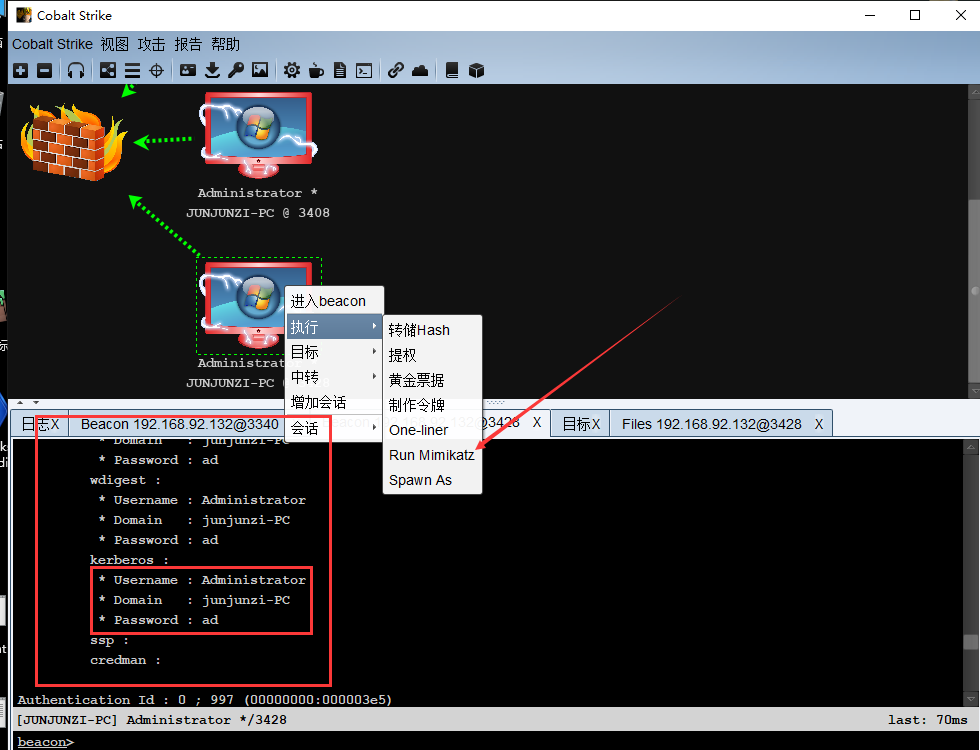 Cobalt Strike
Cobalt Strike 视图 攻击 报告 帮助
Administrator *
JUNJUNZI-PC @ 3408
Administrat
JUNJUNZI-PC @
进入beacon
执行
目标
中转
增加会话
会话
转储Hash
提权
黄金票据
制作令牌
One-liner
Run Mimikatz
Spawn As
日志X
Beacon 192.168.92.132@3340
132@3428 X
目标X
Files 192.168.92.132@3428 X
* Domain : junjunzi-PC
* Password : ad
wdigest :
* Username : Administrator
* Domain : junjunzi-PC
* Password : ad
kerberos :
* Username : Administrator
* Domain : junjunzi-PC
* Password : ad
ssp :
credman :
Authentication Id : 0 ; 997 (00000000:000003e5)
[JUNJUNZI-PC] Administrator */3428 last: 70ms
beacon>